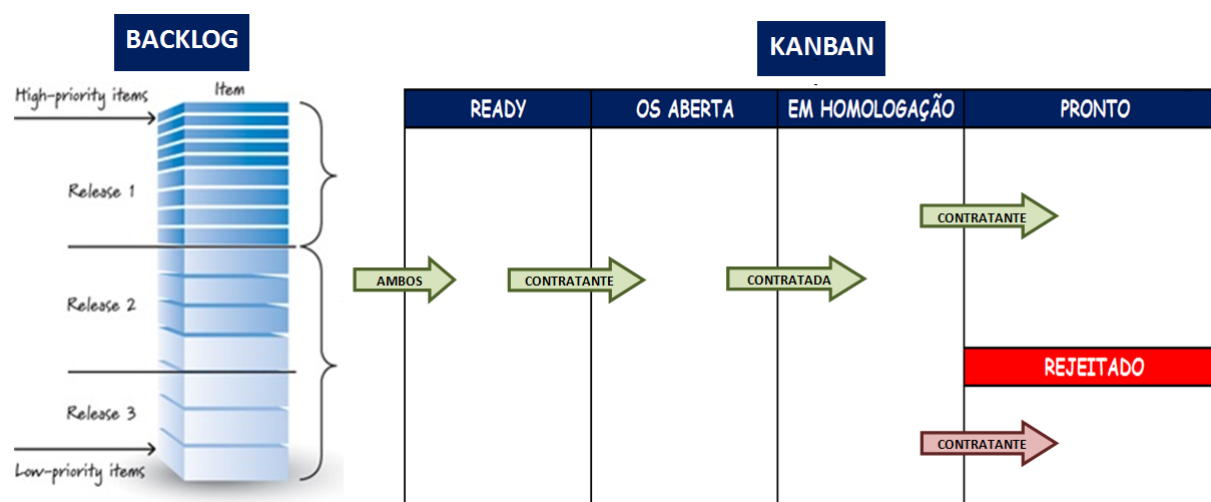 BACKLOG
High-priority items
Item
Release 1
Release 2
Release 3
Low-priority items
KANBAN
READY
OS ABERTA
EM HOMOLOGAÇÃO
PRONTO
AMBOS
CONTRATANTE
CONTRATADA
CONTRATANTE
REJEITADO
CONTRATANTE